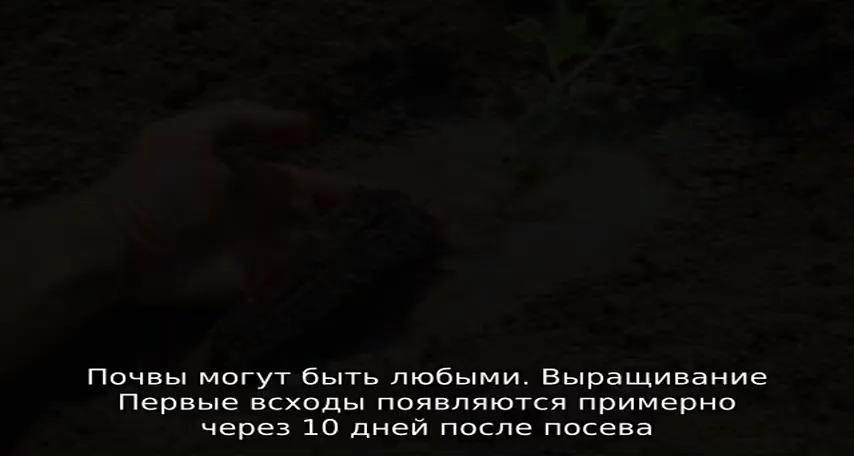 Почвы могут быть любыми. Выращивание
Первые всходы появляются примерно
через 10 дней после посева